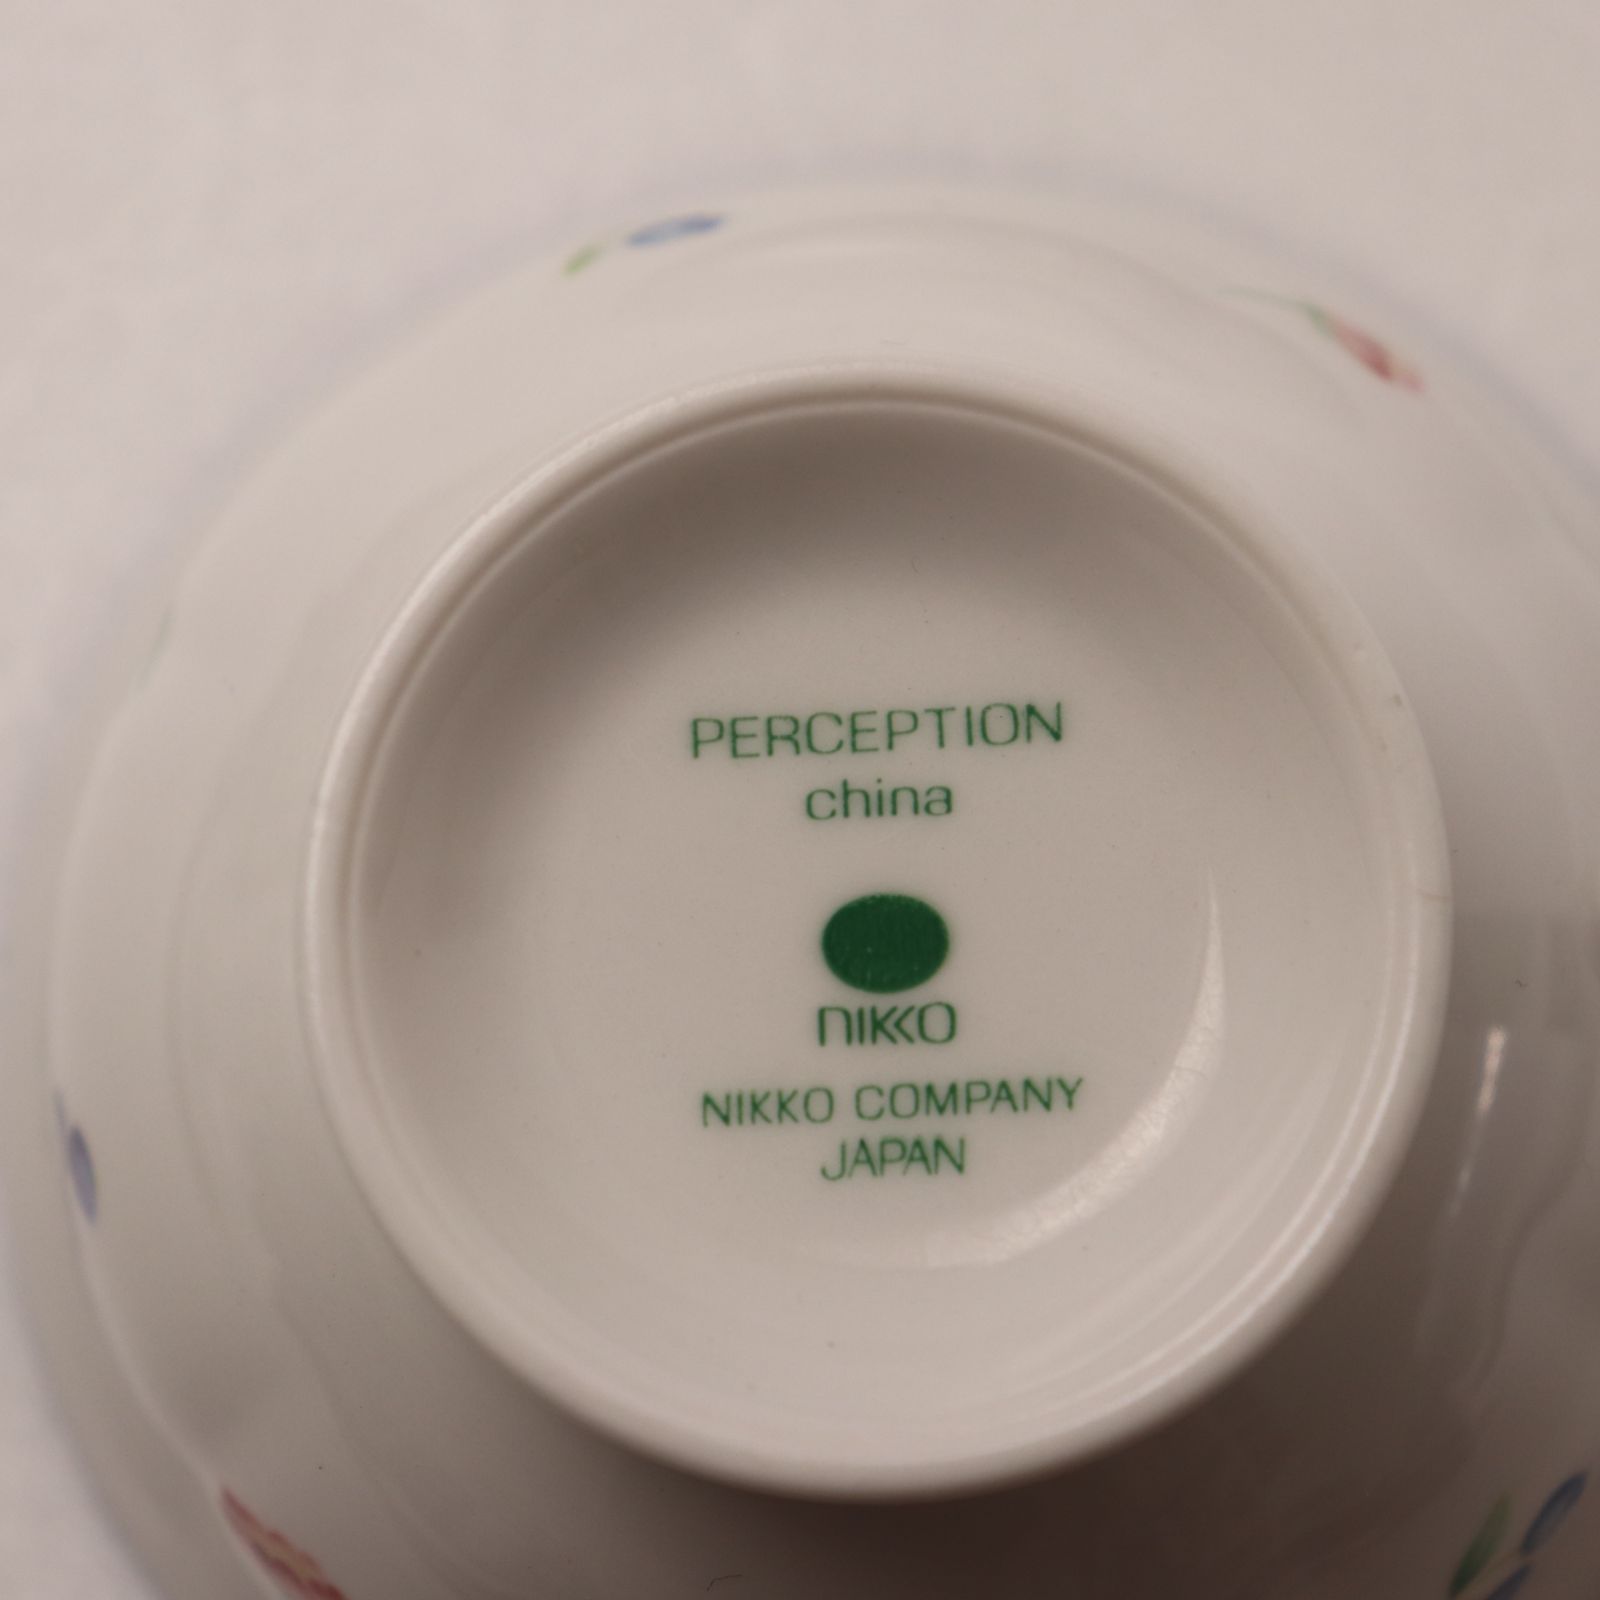 PERCEPTION
china
nikko
NIKKO COMPANY
JAPAN